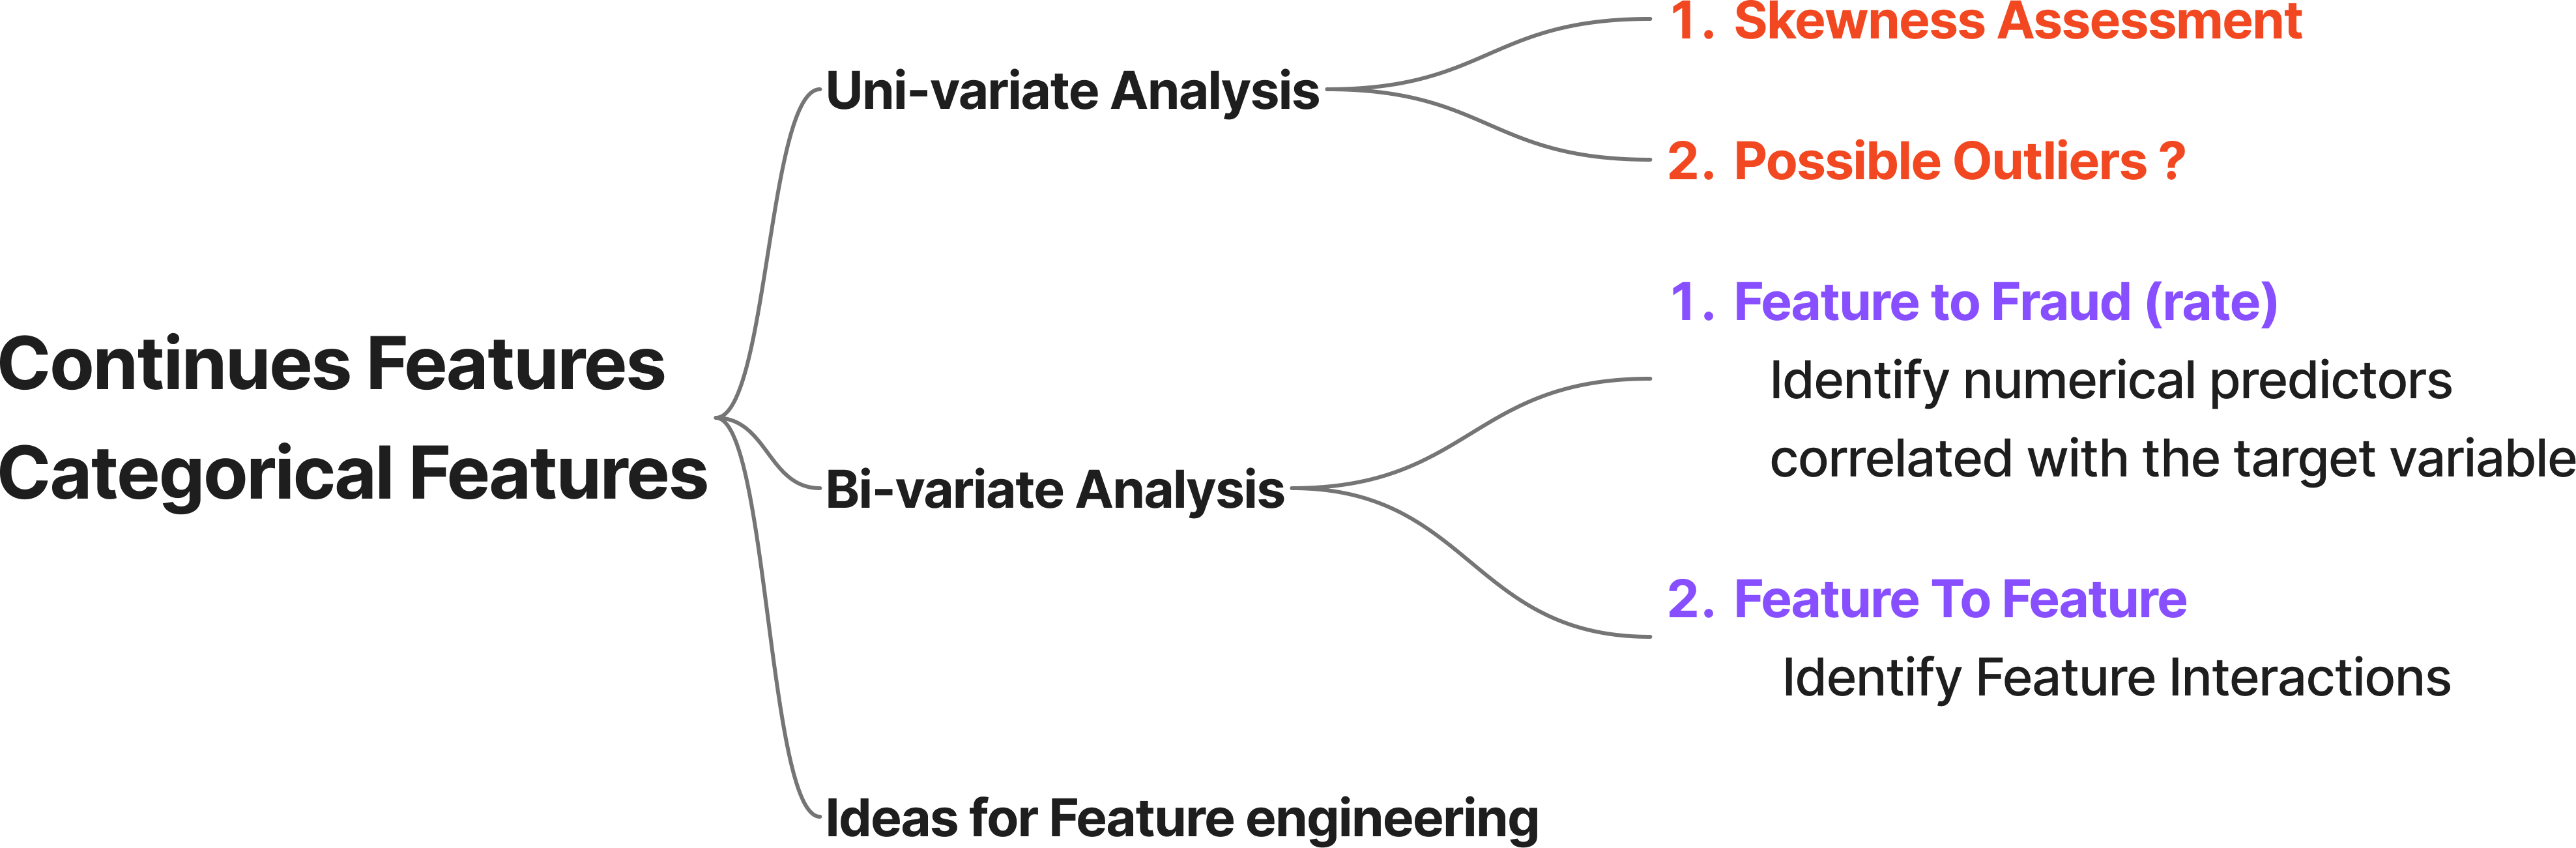 Continues Features
Categorical Features
Uni-variate Analysis
1. Skewness Assessment
2. Possible Outliers ?
Bi-variate Analysis
1. Feature to Fraud (rate)
Identify numerical predictors
correlated with the target variable
2. Feature To Feature
Identify Feature Interactions
Ideas for Feature engineering